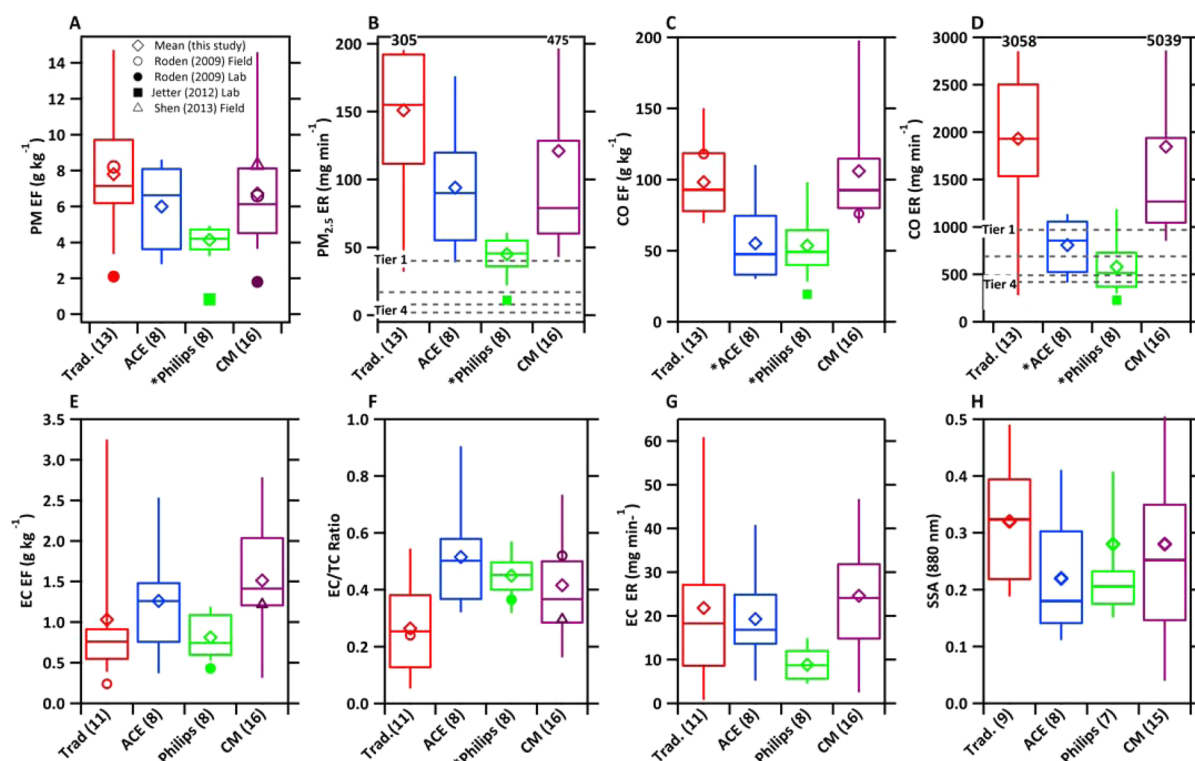 A
PM EF (g kg⁻¹)
14
12
10
8
6
4
2
0
Mean (this study)
Roden (2009) Field
Roden (2009) Lab
Jetter (2012) Lab
Shen (2013) Field
Trad. (13)
ACE (8)
*Philips (8)
CM (16)
B
PM₂.₅ ER (mg min⁻¹)
200
150
100
50
0
305
475
Tier 1
Tier 4
Trad. (13)
ACE (8)
*Philips (8)
CM (16)
C
CO EF (g kg⁻¹)
200
150
100
50
0
Trad. (13)
*ACE (8)
*Philips (8)
CM (16)
D
CO ER (mg min⁻¹)
3000
2500
2000
1500
1000
500
0
3058
5039
Tier 1
Tier 4
Trad. (13)
*ACE (8)
*Philips (8)
CM (16)
E
EC EF (g kg⁻¹)
3.5
3.0
2.5
2.0
1.5
1.0
0.5
0.0
Trad. (11)
ACE (8)
Philips (8)
CM (16)
F
EC/TC Ratio
1.0
0.8
0.6
0.4
0.2
0.0
Trad. (11)
ACE (8)
*Philips (8)
CM (16)
G
EC ER (mg min-¹)
60
50
40
30
20
10
0
Trad. (11)
ACE (8)
Philips (8)
CM (16)
H
SSA (880 nm)
0.5
0.4
0.3
0.2
0.1
0.0
Trad. (9)
ACE (8)
Philips (7)
CM (15)